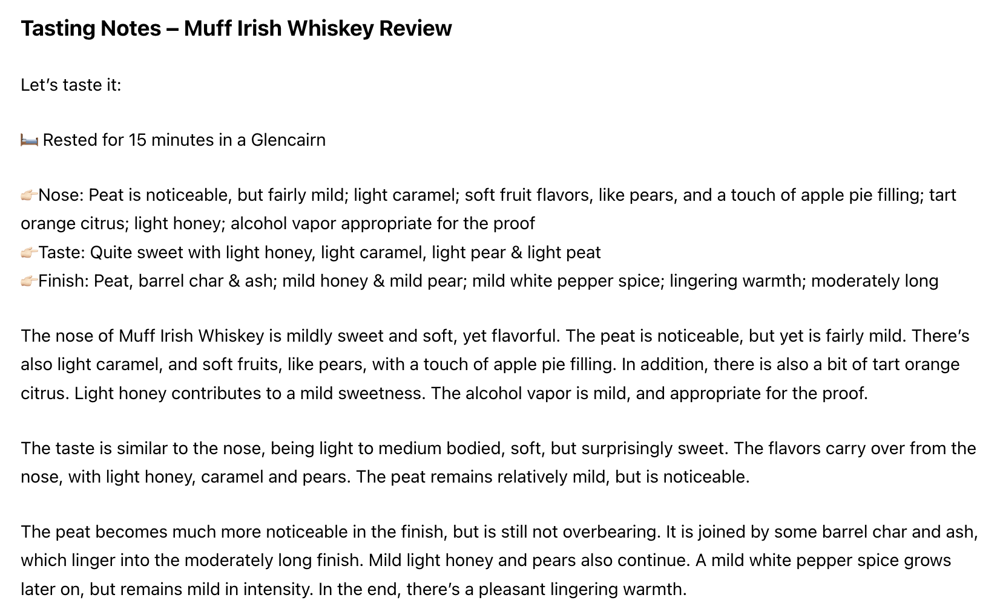 Tasting Notes – Muff Irish Whiskey Review
Let’s taste it:
🛏️ Rested for 15 minutes in a Glencairn
👉🏻Nose: Peat is noticeable, but fairly mild; light caramel; soft fruit flavors, like pears, and a touch of apple pie filling; tart
orange citrus; light honey; alcohol vapor appropriate for the proof
👉🏻Taste: Quite sweet with light honey, light caramel, light pear & light peat
👉🏻Finish: Peat, barrel char & ash; mild honey & mild pear; mild white pepper spice; lingering warmth; moderately long
The nose of Muff Irish Whiskey is mildly sweet and soft, yet flavorful. The peat is noticeable, but yet is fairly mild. There’s
also light caramel, and soft fruits, like pears, with a touch of apple pie filling. In addition, there is also a bit of tart orange
citrus. Light honey contributes to a mild sweetness. The alcohol vapor is mild, and appropriate for the proof.
The taste is similar to the nose, being light to medium bodied, soft, but surprisingly sweet. The flavors carry over from the
nose, with light honey, caramel and pears. The peat remains relatively mild, but is noticeable.
The peat becomes much more noticeable in the finish, but is still not overbearing. It is joined by some barrel char and ash,
which linger into the moderately long finish. Mild light honey and pears also continue. A mild white pepper spice grows
later on, but remains mild in intensity. In the end, there’s a pleasant lingering warmth.